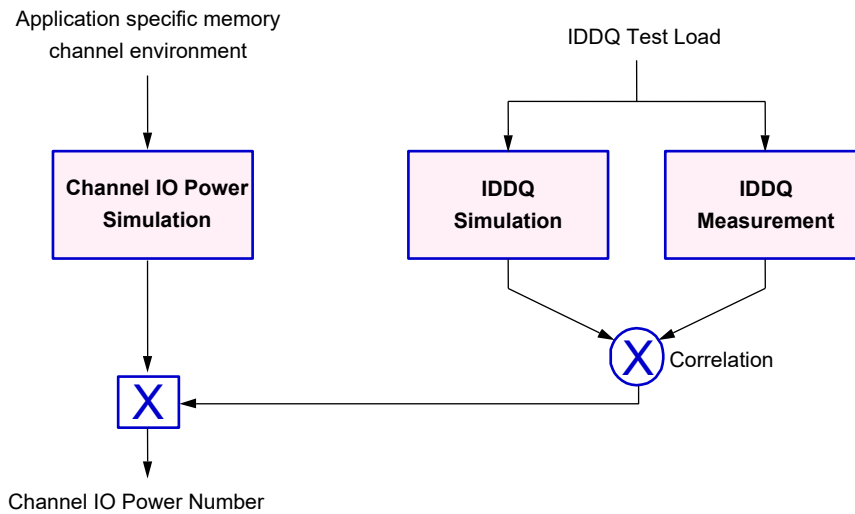 Application specific memory
channel environment
IDDQ Test Load
Channel IO Power
Simulation
IDDQ
Simulation
IDDQ
Measurement
X
Correlation
X
Channel IO Power Number